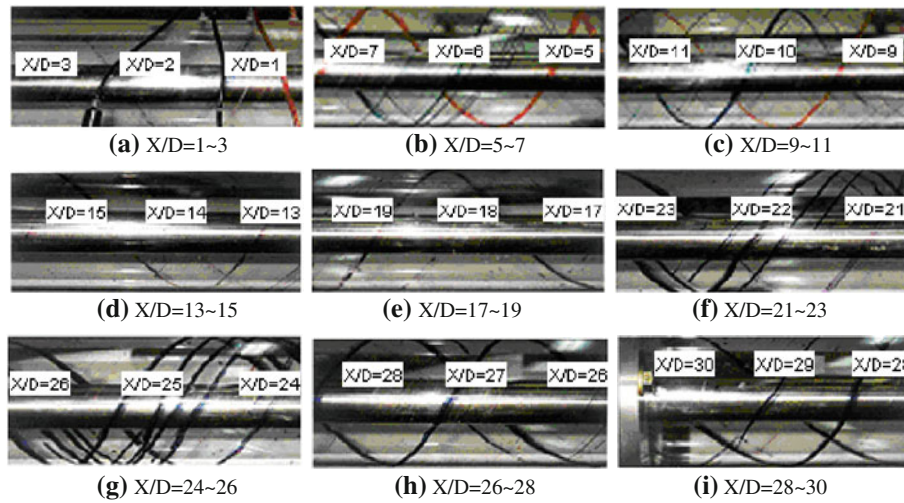 X/D=3 X/D=2 X/D=1
X/D=7 X/D=6 X/D=5
X/D=11 X/D=10 X/D=9
(a) X/D=1~3
(b) X/D=5~7
(c) X/D=9~11
X/D=15 X/D=14 X/D=13
X/D=19 X/D=18 X/D=17
X/D=23 X/D=22 X/D=21
(d) X/D=13~15
(e) X/D=17~19
(f) X/D=21~23
X/D=26 X/D=25 X/D=24
X/D=28 X/D=27 X/D=26
X/D=30 X/D=29 X/D=28
(g) X/D=24~26
(h) X/D=26~28
(i) X/D=28~30